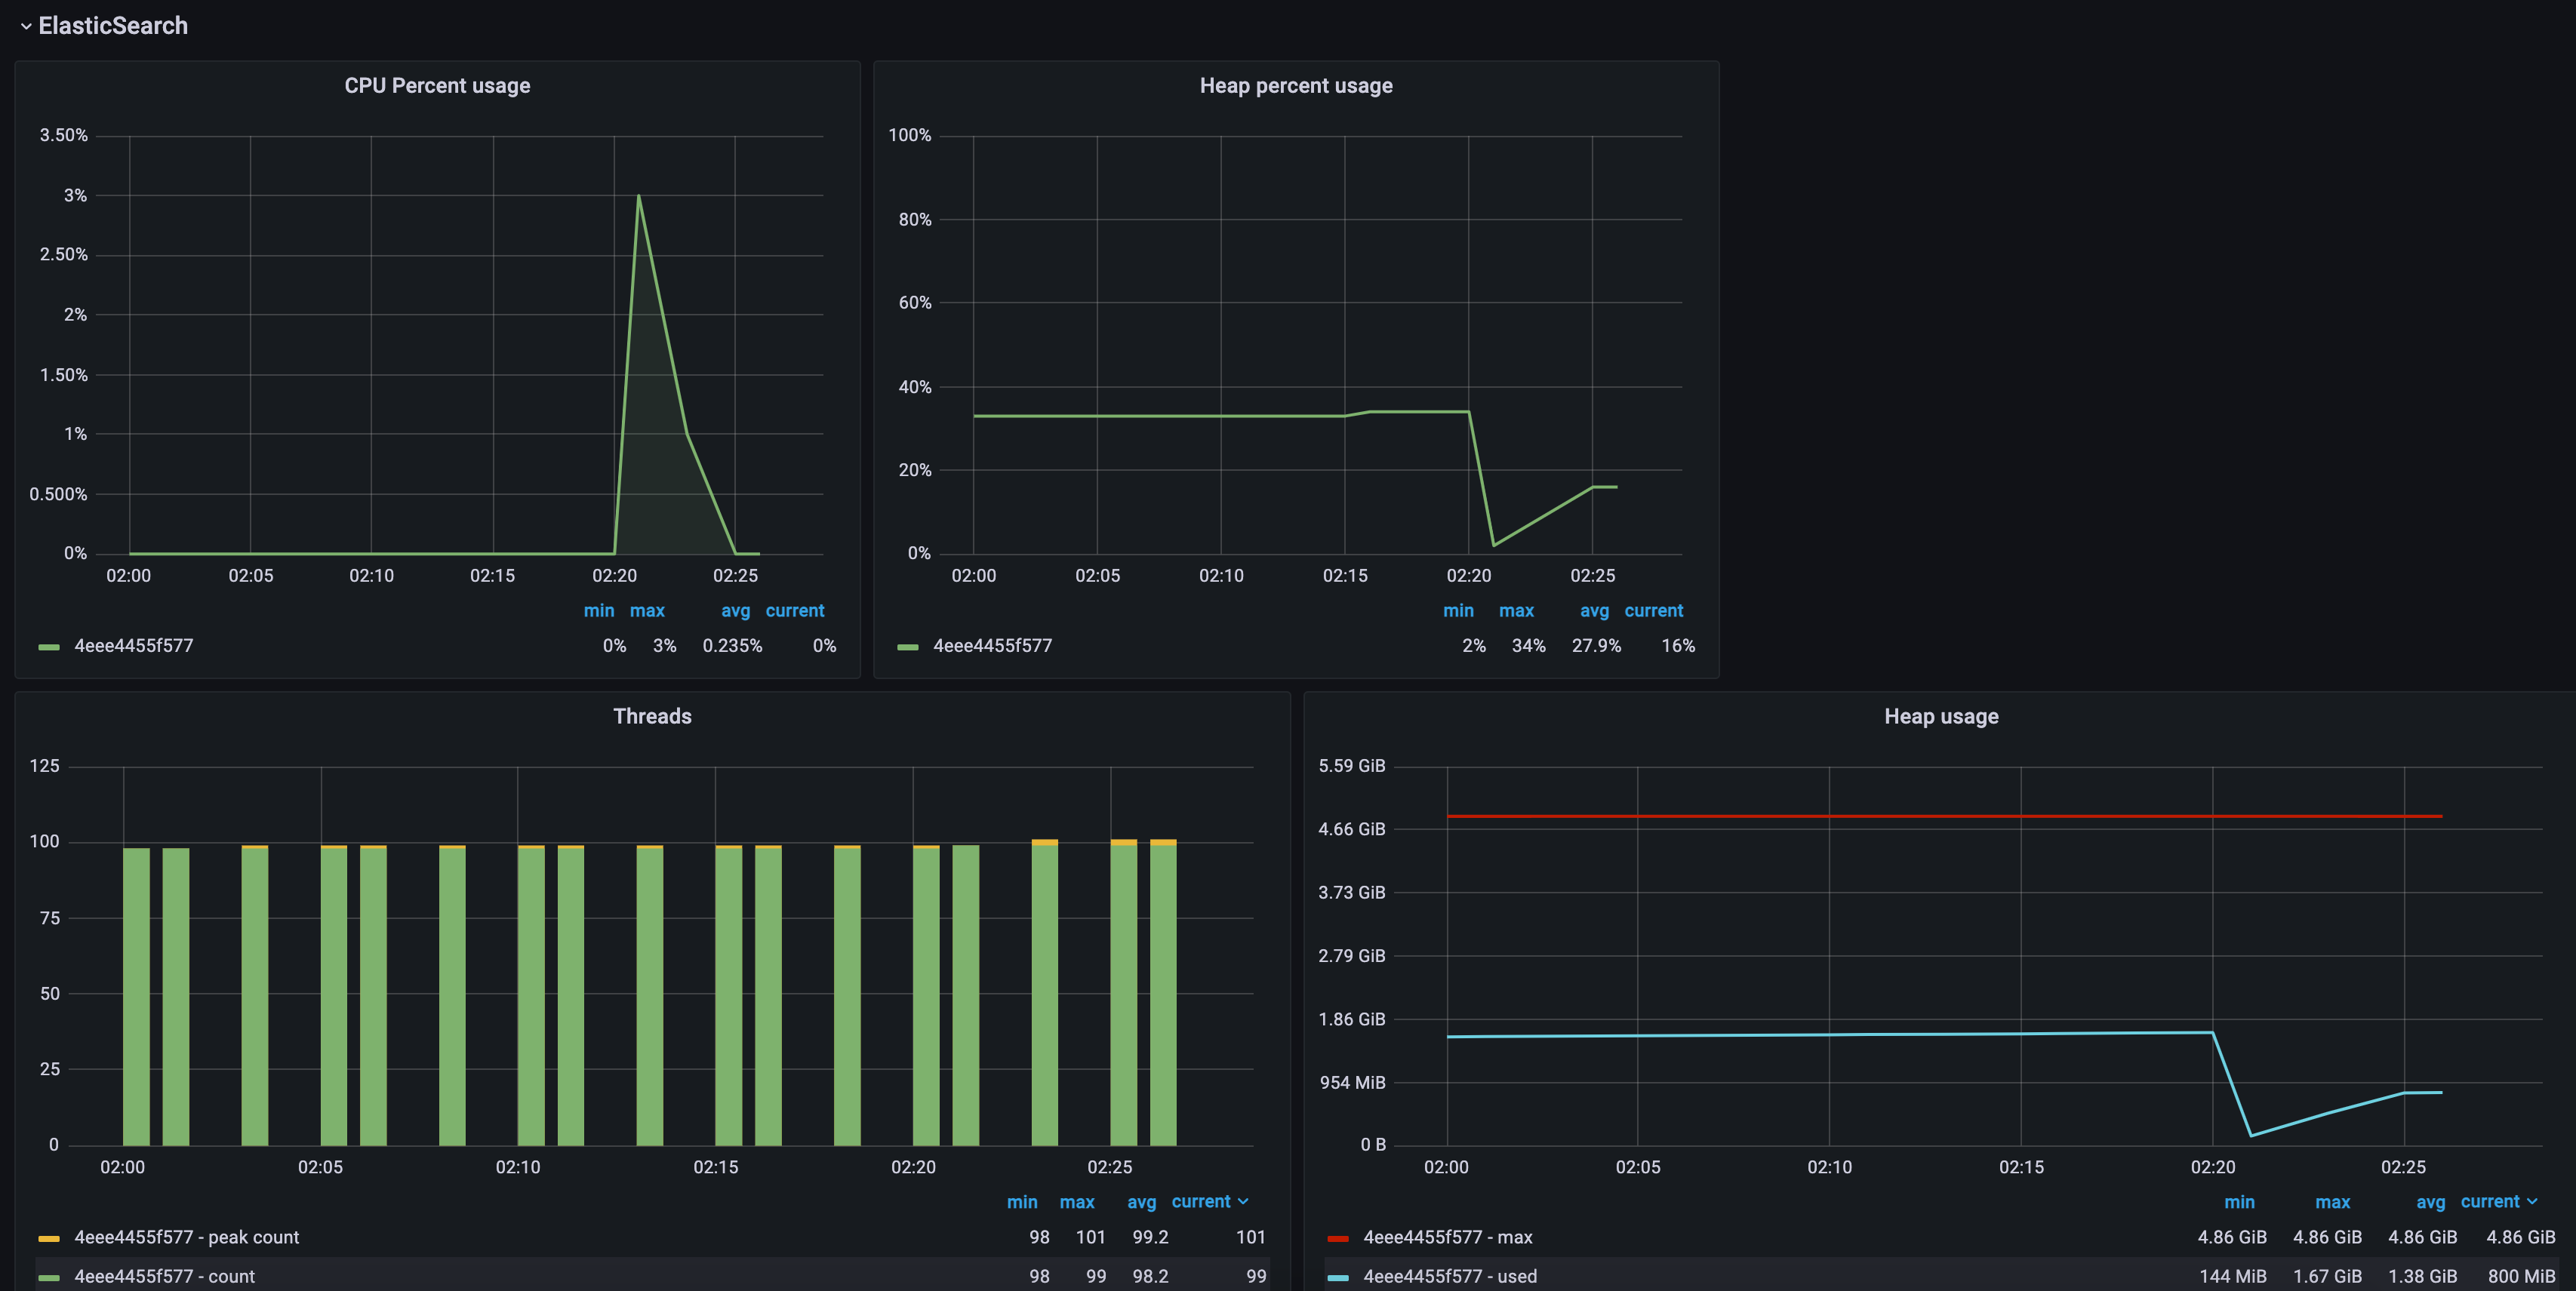 ElasticSearch
CPU Percent usage
3.50%
3%
2.50%
2%
1.50%
1%
0.500%
0%
02:00 02:05 02:10 02:15 02:20 02:25
min max avg current
4eee4455f577 0% 3% 0.235% 0%
Heap percent usage
100%
80%
60%
40%
20%
0%
02:00 02:05 02:10 02:15 02:20 02:25
min max avg current
4eee4455f577 2% 34% 27.9% 16%
Threads
125
100
75
50
25
0
02:00 02:05 02:10 02:15 02:20 02:25
min max avg current
4eee4455f577 - peak count 98 101 99.2 101
4eee4455f577 - count 98 99 98.2 99
Heap usage
5.59 GiB
4.66 GiB
3.73 GiB
2.79 GiB
1.86 GiB
954 MiB
0 B
02:00 02:05 02:10 02:15 02:20 02:25
min max avg current
4eee4455f577 - max 4.86 GiB 4.86 GiB 4.86 GiB 4.86 GiB
4eee4455f577 - used 144 MiB 1.67 GiB 1.38 GiB 800 MiB